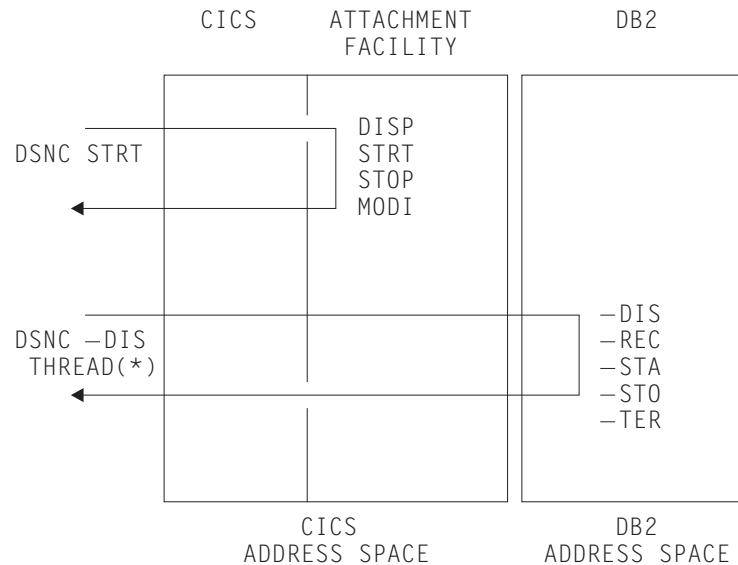 CICS
ATTACHMENT
FACILITY
DB2
DSNC STRT
DISP
STRT
STOP
MODI
DSNC –DIS
THREAD(*)
–DIS
–REC
–STA
–STO
–TER
CICS
ADDRESS SPACE
DB2
ADDRESS SPACE